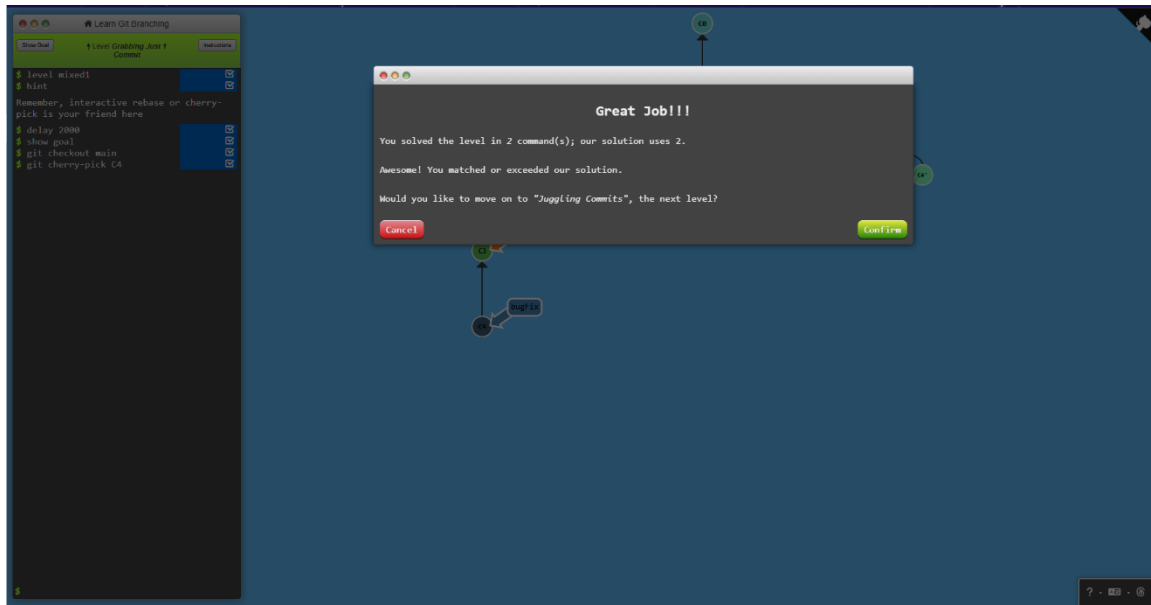 Learn Git Branching
Show Goal
Level Grabbing Just 1
Commit
Instructions
$ level mixed1
$ hint
Remember, interactive rebase or cherry-
pick is your friend here
$ delay 2000
$ show goal
$ git checkout main
$ git cherry-pick C4
$
C0
Great Job!!!
You solved the level in 2 command(s); our solution uses 2.
Awesome! You matched or exceeded our solution.
Would you like to move on to "Juggling Commits", the next level?
Cancel
Confirm
C4'
C3
bugFix
C4
?